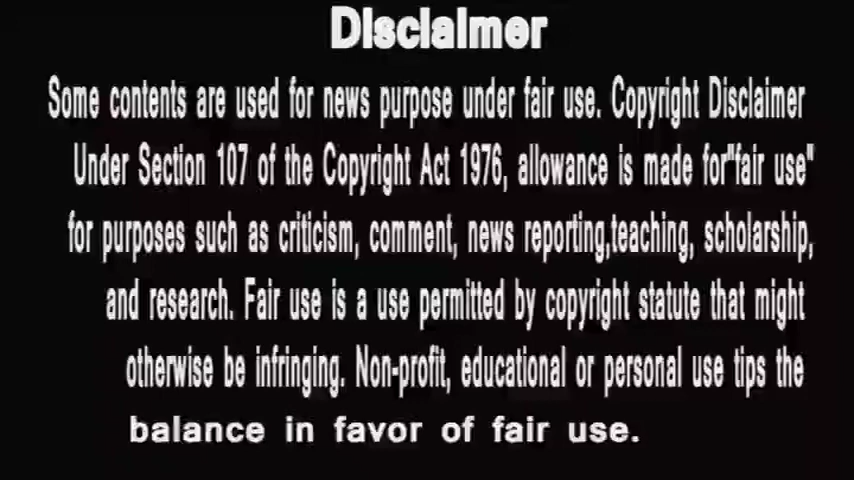 Disclaimer
Some contents are used for news purpose under fair use. Copyright Disclaimer
Under Section 107 of the Copyright Act 1976, allowance is made for"fair use"
for purposes such as criticism, comment, news reporting,teaching, scholarship,
and research. Fair use is a use permitted by copyright statute that might
otherwise be infringing. Non-profit, educational or personal use tips the
balance in favor of fair use.